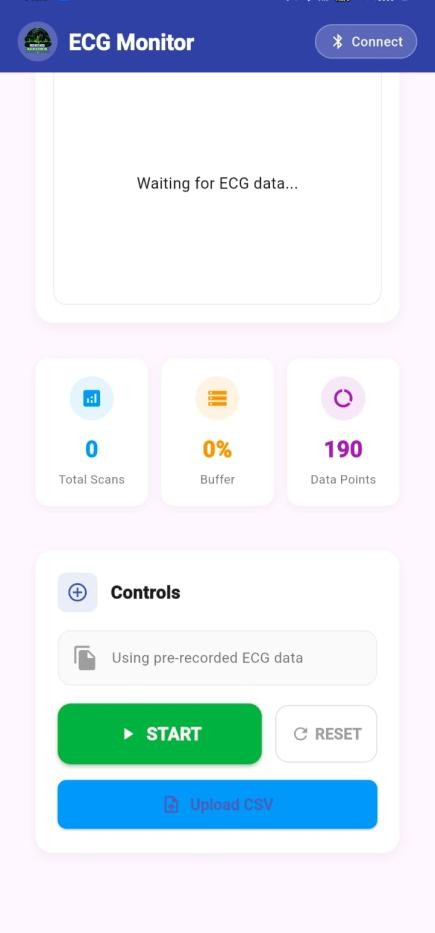 ECG Monitor
Connect
Waiting for ECG data...
0
Total Scans
0%
Buffer
190
Data Points
Controls
Using pre-recorded ECG data
START
RESET
Upload CSV